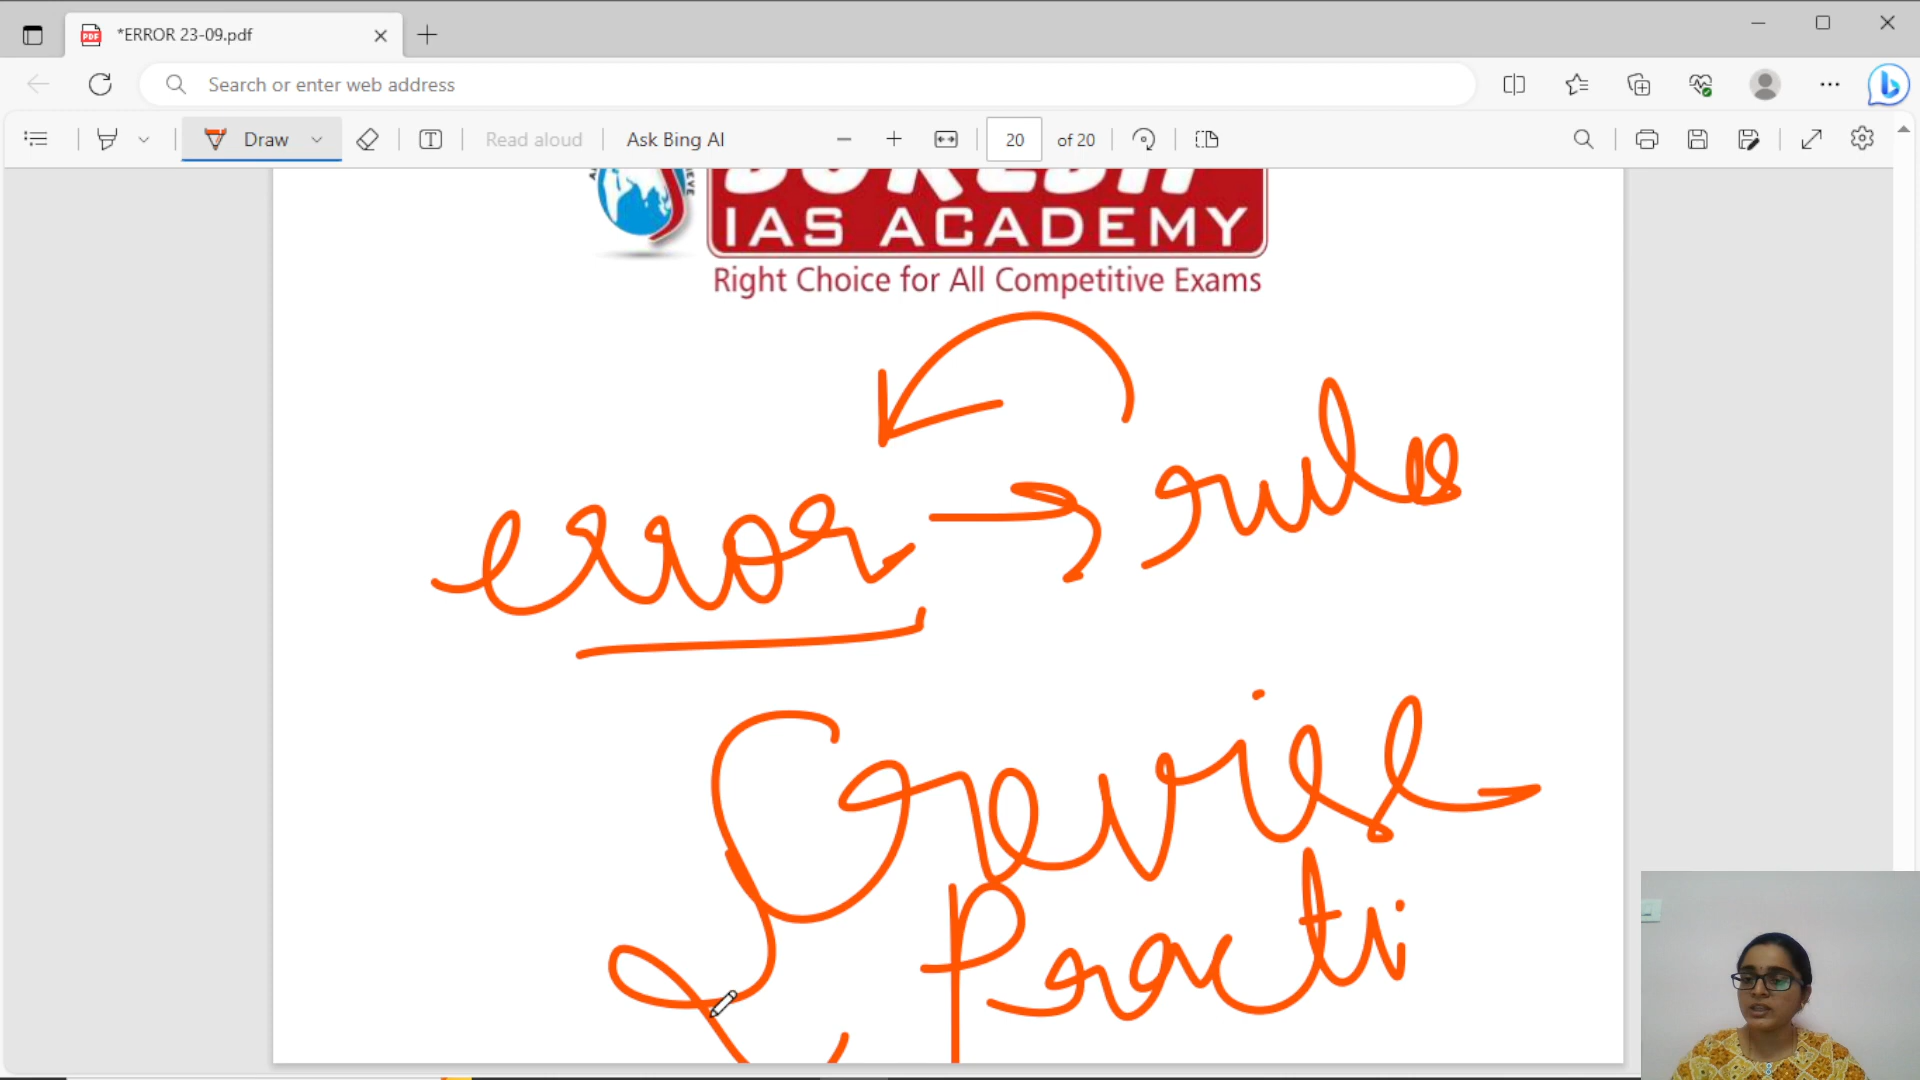 *ERROR 23-09.pdf
Search or enter web address
Draw
Read aloud
Ask Bing AI
20
of 20
IAS ACADEMY
Right Choice for All Competitive Exams
error → rules
revise
Practi